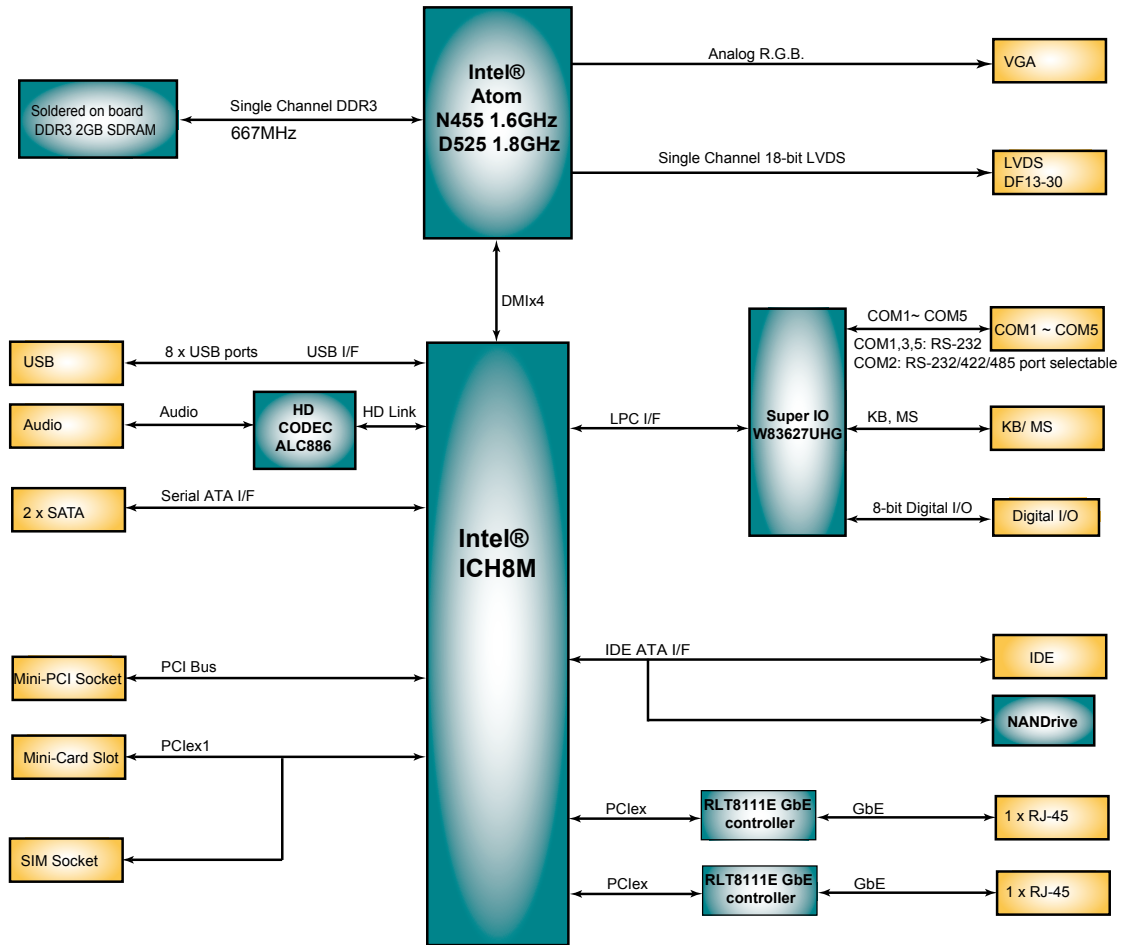 Intel®
Atom
N455 1.6GHz
D525 1.8GHz
Analog R.G.B.
VGA
Soldered on board
DDR3 2GB SDRAM
Single Channel DDR3
667MHz
Single Channel 18-bit LVDS
LVDS
DF13-30
DMIx4
USB
8 x USB ports
USB I/F
Audio
Audio
HD
CODEC
ALC886
HD Link
2 x SATA
Serial ATA I/F
Intel®
ICH8M
LPC I/F
Super IO
W83627UHG
COM1~ COM5
COM1,3,5: RS-232
COM2: RS-232/422/485 port selectable
COM1 ~ COM5
KB, MS
KB/ MS
8-bit Digital I/O
Digital I/O
Mini-PCI Socket
PCI Bus
IDE ATA I/F
IDE
NANDrive
Mini-Card Slot
PCIex1
SIM Socket
PCIex
RLT8111E GbE
controller
GbE
1 x RJ-45
PCIex
RLT8111E GbE
controller
GbE
1 x RJ-45